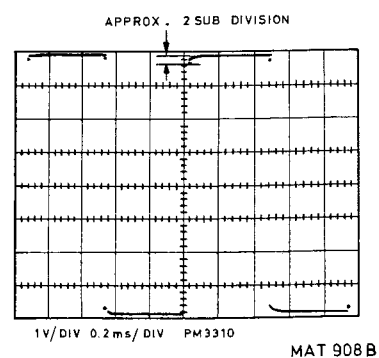 APPROX. 2 SUB DIVISION
1V/DIV 0.2ms/DIV PM3310
MAT 908B